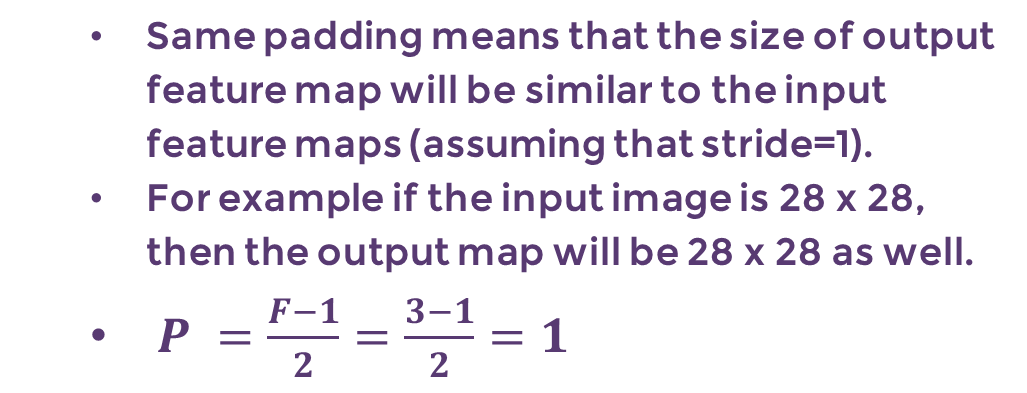 • Same padding means that the size of output
feature map will be similar to the input
feature maps (assuming that stride=1).
• For example if the input image is 28 x 28,
then the output map will be 28 x 28 as well.
• P = \frac{F-1}{2} = \frac{3-1}{2} = 1